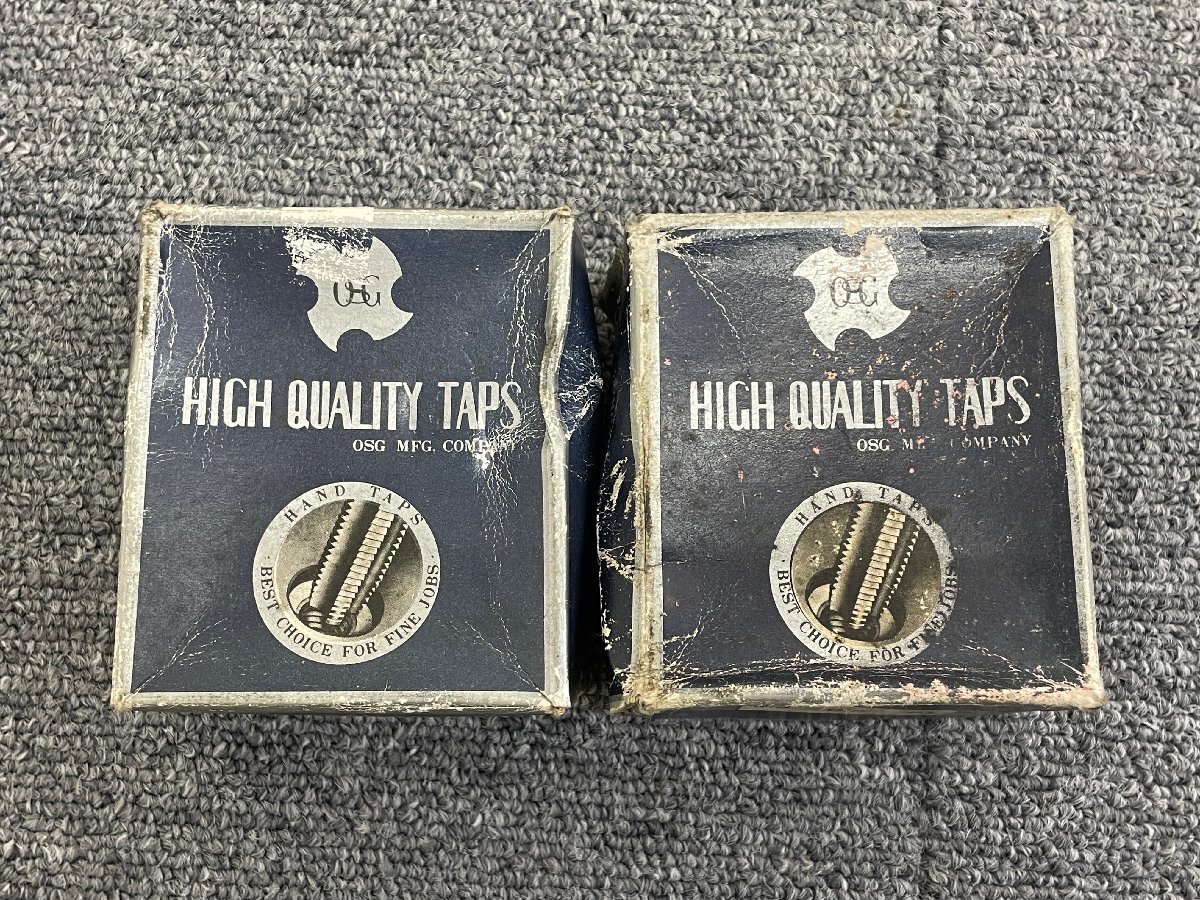 OSG
HIGH QUALITY TAPS
OSG MFG. COMPANY
HAND TAPS
· BEST CHOICE FOR FINE JOBS ·
OSG
HIGH QUALITY TAPS
OSG COMPANY
HAND TAPS
· BEST CHOICE FOR FINE JOBS